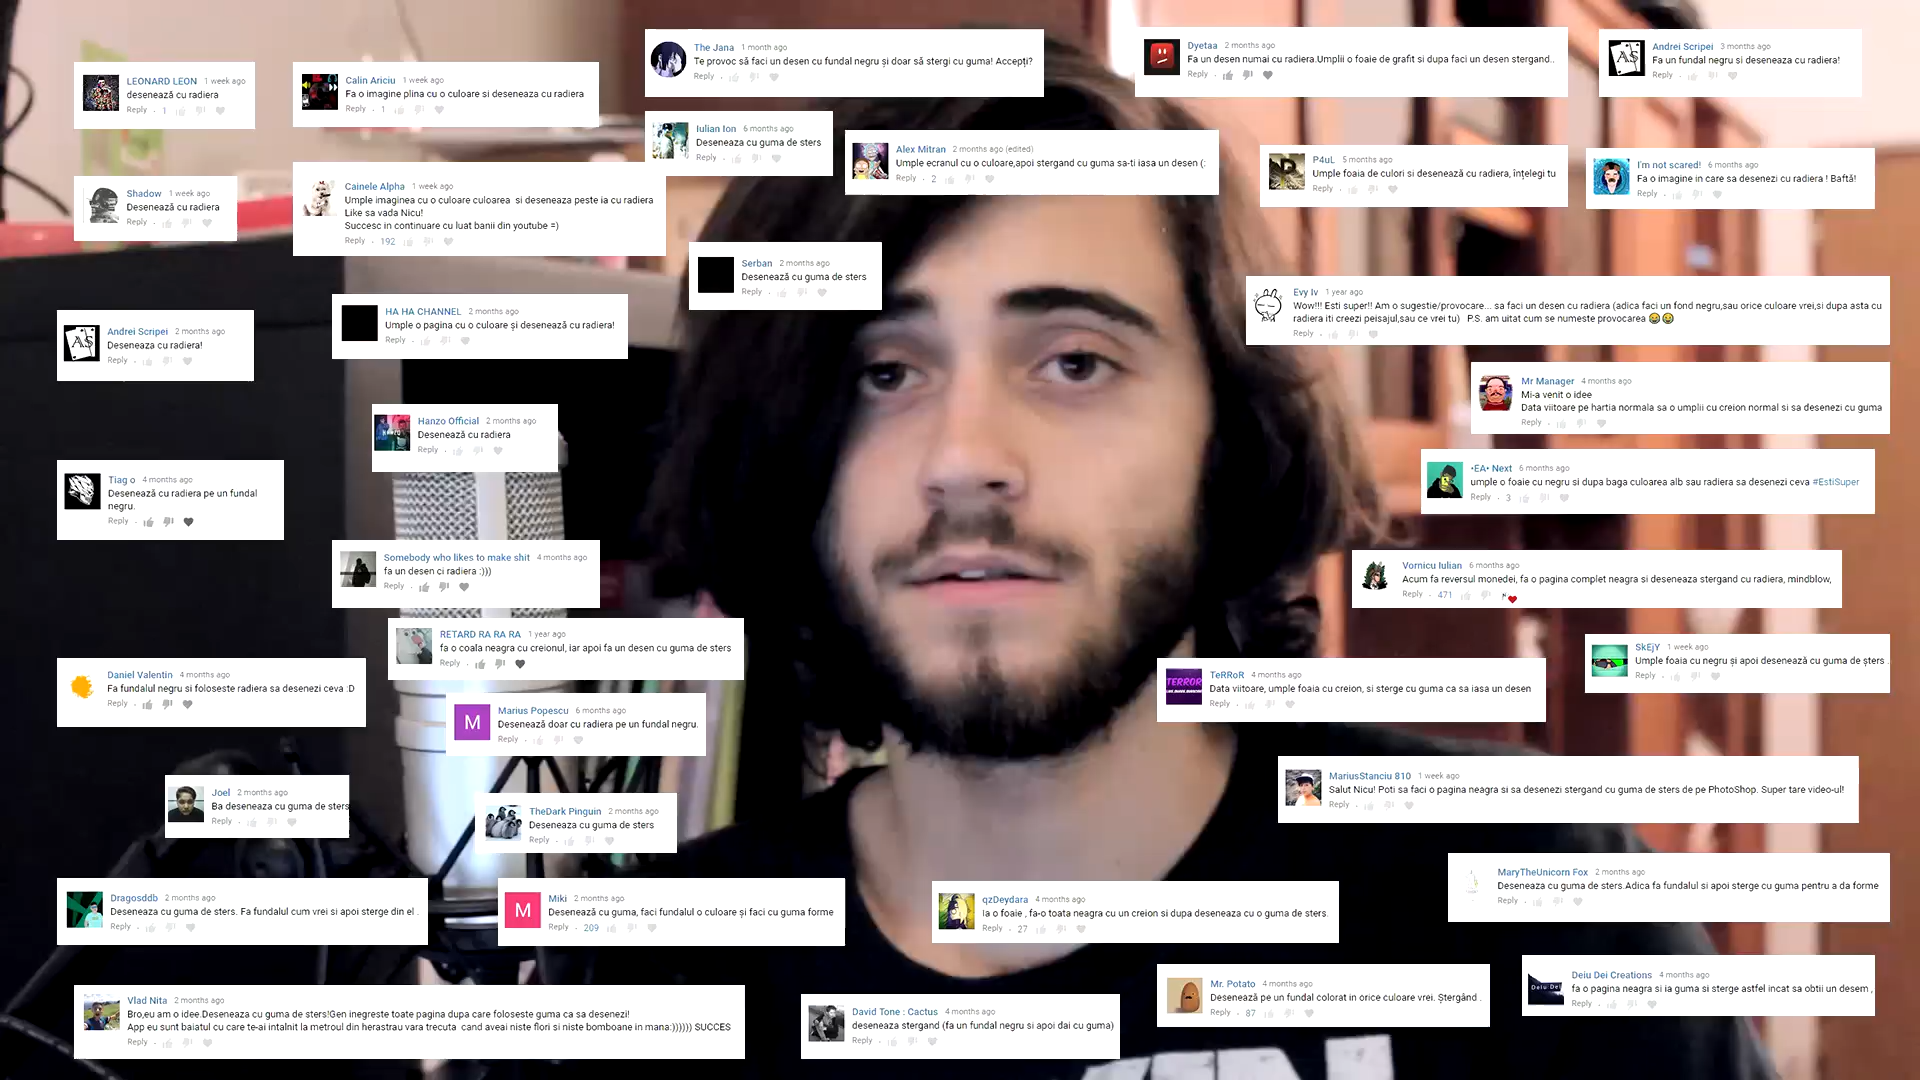 The Jana 1 month ago
Te provoc să faci un desen cu fundal negru și doar să stergi cu guma! Accepți?
Reply
Dyetaa 2 months ago
Fa un desen numai cu radiera.Umplii o foaie de grafit si dupa faci un desen stergand..
Reply
Andrei Scripei 3 months ago
Fa un fundal negru si deseneaza cu radiera!
Reply
LEONARD LEON 1 week ago
desenează cu radiera
Reply · 1
Calin Ariciu 1 week ago
Fa o imagine plina cu o culoare si deseneaza cu radiera
Reply · 1
Iulian Ion 6 months ago
Deseneaza cu guma de sters
Reply
Alex Mitran 2 months ago (edited)
Umple ecranul cu o culoare,apoi stergand cu guma sa-ti iasa un desen (:
Reply · 2
P4uL 5 months ago
Umple foaia de culori si desenează cu radiera, înțelegi tu
Reply
I'm not scared! 6 months ago
Fa o imagine in care sa desenezi cu radiera ! Baftă!
Reply
Shadow 1 week ago
Desenează cu radiera
Reply
Cainele Alpha 1 week ago
Umple imaginea cu o culoare culoarea si deseneaza peste ia cu radiera
Like sa vada Nicu!
Succesc in continuare cu luat banii din youtube =)
Reply · 192
Serban 2 months ago
Desenează cu guma de sters
Reply
Evy Iv 1 year ago
Wow!!! Esti super!! Am o sugestie/provocare... sa faci un desen cu radiera (adica faci un fond negru,sau orice culoare vrei,si dupa asta cu
radiera iti creezi peisajul,sau ce vrei tu) P.S. am uitat cum se numeste provocarea 😂😂
Reply
Andrei Scripei 2 months ago
Deseneaza cu radiera!
Reply
HA HA CHANNEL 2 months ago
Umple o pagina cu o culoare și desenează cu radiera!
Reply
Mr Manager 4 months ago
Mi-a venit o idee
Data viitoare pe hartia normala sa o umplii cu creion normal si sa desenezi cu guma
Reply
Hanzo Official 2 months ago
Desenează cu radiera
Reply
•EA• Next 6 months ago
umple o foaie cu negru si dupa baga culoarea alb sau radiera sa desenezi ceva #EstiSuper
Reply · 3
Tiag o 4 months ago
Desenează cu radiera pe un fundal
negru.
Reply
Somebody who likes to make shit 4 months ago
fa un desen ci radiera :)))
Reply
Vornicu Iulian 6 months ago
Acum fa reversul monedei, fa o pagina complet neagra si deseneaza stergand cu radiera, mindblow,
Reply · 471
RETARD RA RA RA 1 year ago
fa o coala neagra cu creionul, iar apoi fa un desen cu guma de sters
Reply
SkEjY 1 week ago
Umple foaia cu negru și apoi desenează cu guma de șters .
Reply
Daniel Valentin 4 months ago
Fa fundalul negru si foloseste radiera sa desenezi ceva :D
Reply
TERROR
TeRRoR 4 months ago
Data viitoare, umple foaia cu creion, si sterge cu guma ca sa iasa un desen
Reply
M
Marius Popescu 6 months ago
Desenează doar cu radiera pe un fundal negru.
Reply
MariusStanciu 810 1 week ago
Salut Nicu! Poti sa faci o pagina neagra si sa desenezi stergand cu guma de sters de pe PhotoShop. Super tare video-ul!
Reply
Joel 2 months ago
Ba deseneaza cu guma de sters
Reply
TheDark Pinguin 2 months ago
Deseneaza cu guma de sters
Reply
MaryTheUnicorn Fox 2 months ago
Deseneaza cu guma de sters.Adica fa fundalul si apoi sterge cu guma pentru a da forme
Reply
Dragosddb 2 months ago
Deseneaza cu guma de sters. Fa fundalul cum vrei si apoi sterge din el .
Reply
M
Miki 2 months ago
Desenează cu guma, faci fundalul o culoare și faci cu guma forme
Reply · 209
qzDeydara 4 months ago
Ia o foaie , fa-o toata neagra cu un creion si dupa deseneaza cu o guma de sters.
Reply · 27
Mr. Potato 4 months ago
Desenează pe un fundal colorat in orice culoare vrei. Ștergând .
Reply · 87
Deiu Dei
Deiu Dei Creations 4 months ago
fa o pagina neagra si ia guma si sterge astfel incat sa obtii un desem ,
Reply
Vlad Nita 2 months ago
Bro,eu am o idee.Deseneaza cu guma de sters!Gen inegreste toate pagina dupa care foloseste guma ca sa desenezi!
App eu sunt baiatul cu care te-ai intalnit la metroul din herastrau vara trecuta cand aveai niste flori si niste bomboane in mana:)))))) SUCCES
Reply
David Tone : Cactus 4 months ago
deseneaza stergand (fa un fundal negru si apoi dai cu guma)
Reply